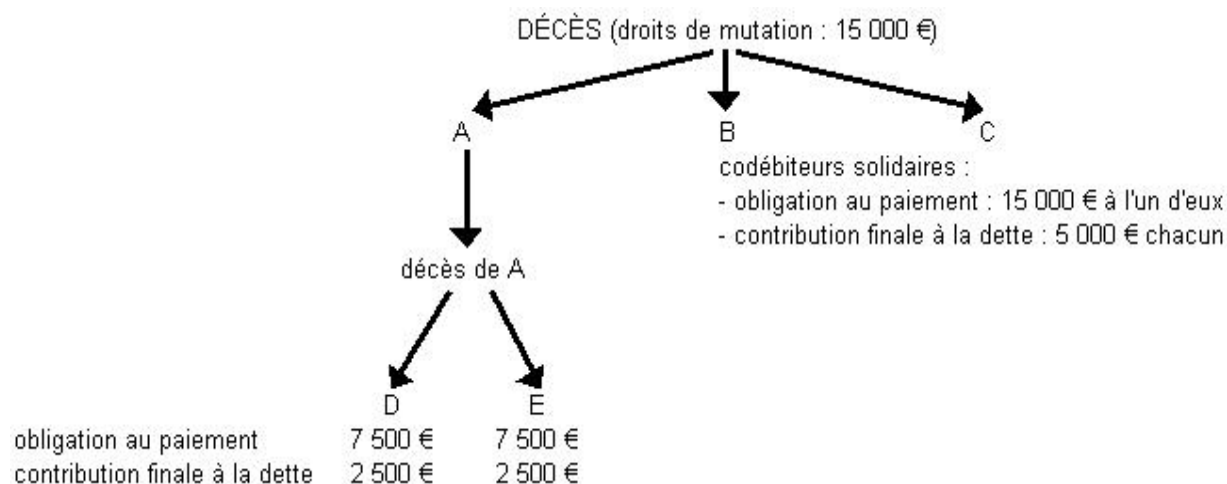 DÉCÈS (droits de mutation : 15 000 €)
A B C
codébiteurs solidaires :
- obligation au paiement : 15 000 € à l'un d'eux
- contribution finale à la dette : 5 000 € chacun
décès de A
D E
obligation au paiement 7 500 € 7 500 €
contribution finale à la dette 2 500 € 2 500 €